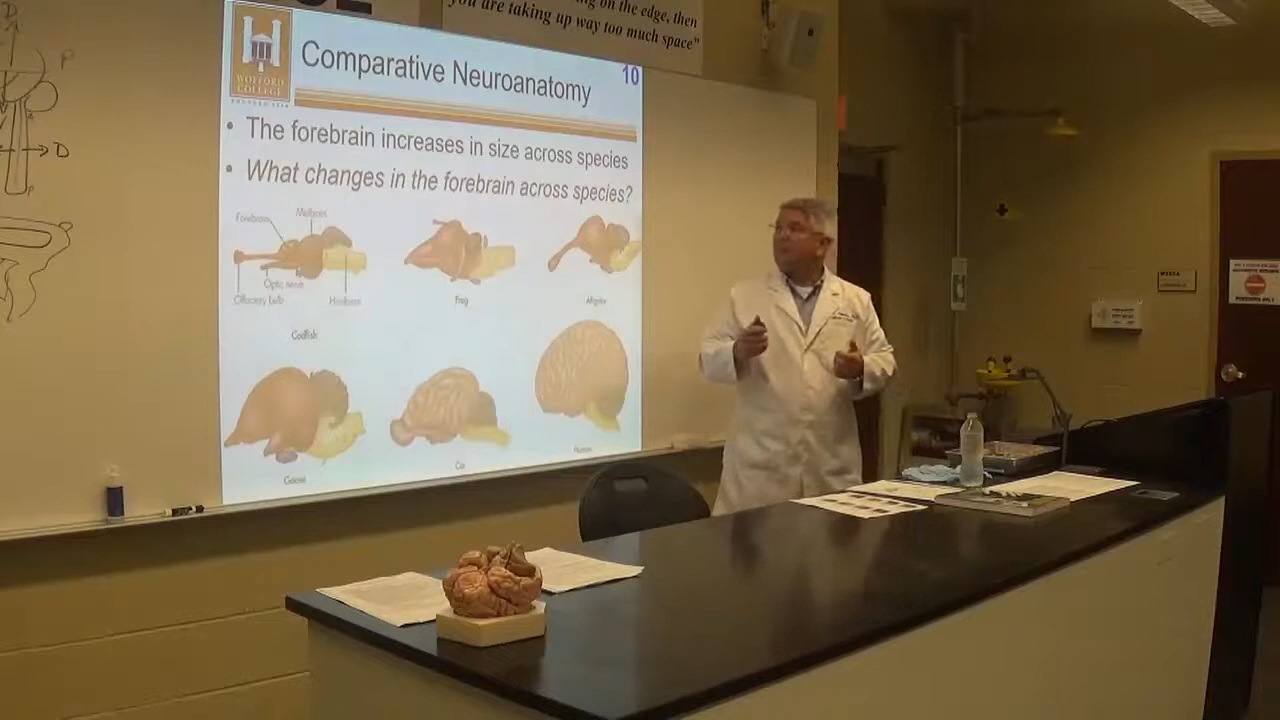 ng on the edge, then
you are taking up way too much space"
WOFFORD
COLLEGE
Comparative Neuroanatomy
10
• The forebrain increases in size across species
• What changes in the forebrain across species?
Forebrain
Midbrain
Optic nerve
Olfactory bulb
Hindbrain
Codfish
Frog
Alligator
Goose
Cat
Human
D
P
D
P